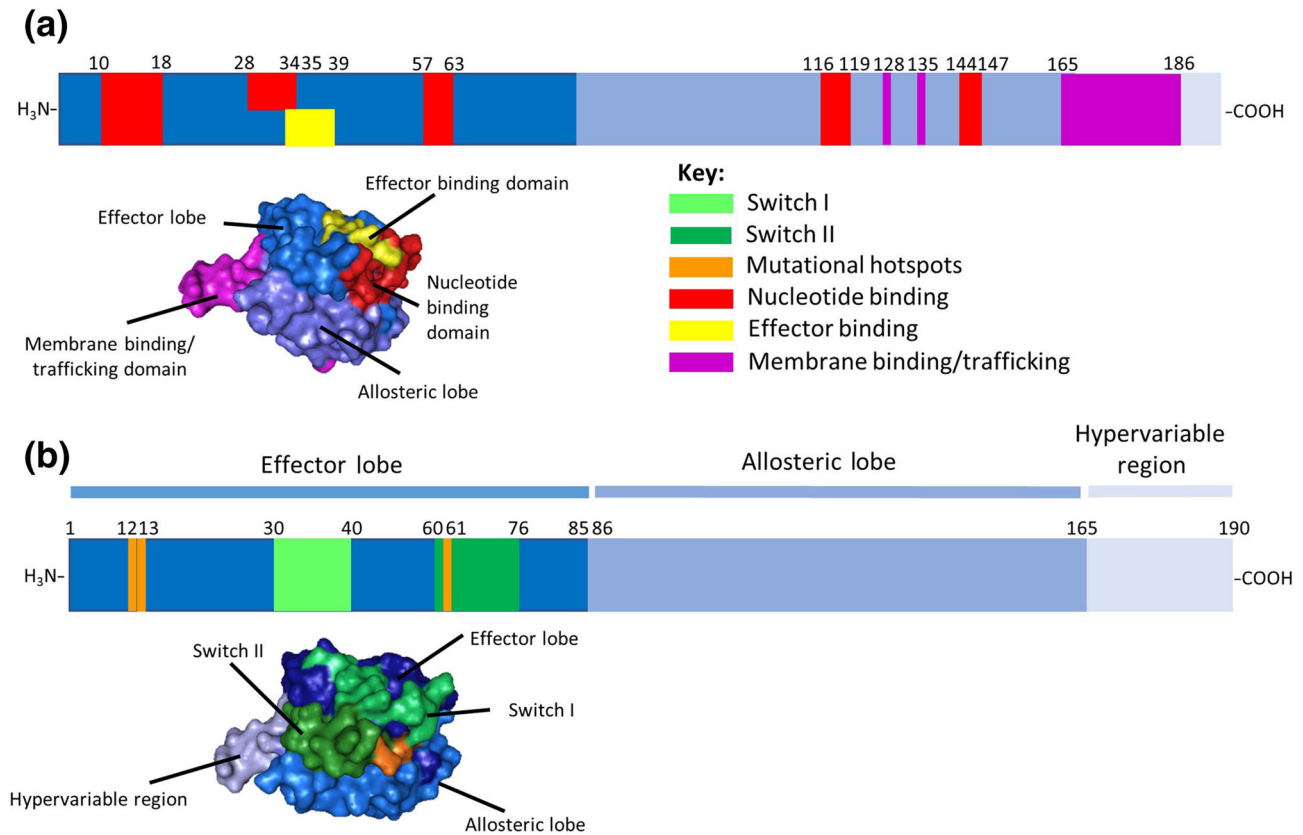 (a)
10 18 28 34 35 39 57 63 116 119 128 135 144 147 165 186
H₃N-
-COOH
Effector binding domain
Effector lobe
Nucleotide
binding
domain
Membrane binding/
trafficking domain
Allosteric lobe
Key:
Switch I
Switch II
Mutational hotspots
Nucleotide binding
Effector binding
Membrane binding/trafficking
(b)
Effector lobe
Allosteric lobe
Hypervariable
region
1 12 13 30 40 60 61 76 85 86 165 190
H₃N-
-COOH
Switch II
Effector lobe
Switch I
Hypervariable region
Allosteric lobe